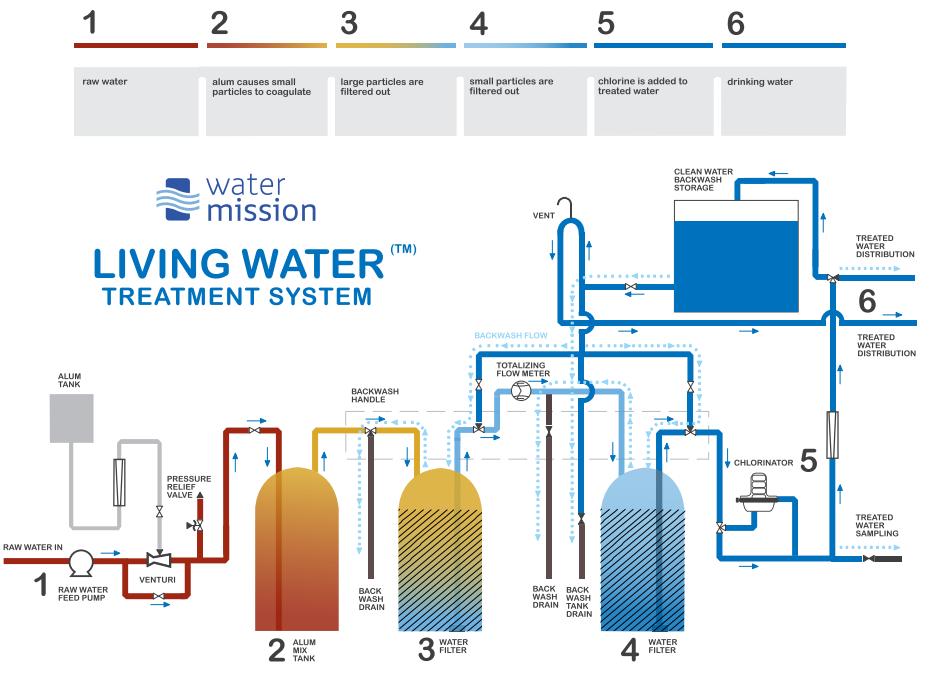 1
2
3
4
5
6
raw water
alum causes small
particles to coagulate
large particles are
filtered out
small particles are
filtered out
chlorine is added to
treated water
drinking water
water
mission
LIVING WATER (TM)
TREATMENT SYSTEM
CLEAN WATER
BACKWASH
STORAGE
VENT
TREATED
WATER
DISTRIBUTION
6
TREATED
WATER
DISTRIBUTION
BACKWASH FLOW
TOTALIZING
FLOW METER
ALUM
TANK
BACKWASH
HANDLE
PRESSURE
RELIEF
VALVE
CHLORINATOR
5
TREATED
WATER
SAMPLING
RAW WATER IN
1
RAW WATER
FEED PUMP
VENTURI
BACK
WASH
DRAIN
BACK
WASH
DRAIN
BACK
WASH
TANK
DRAIN
2
ALUM
MIX
TANK
3
WATER
FILTER
4
WATER
FILTER